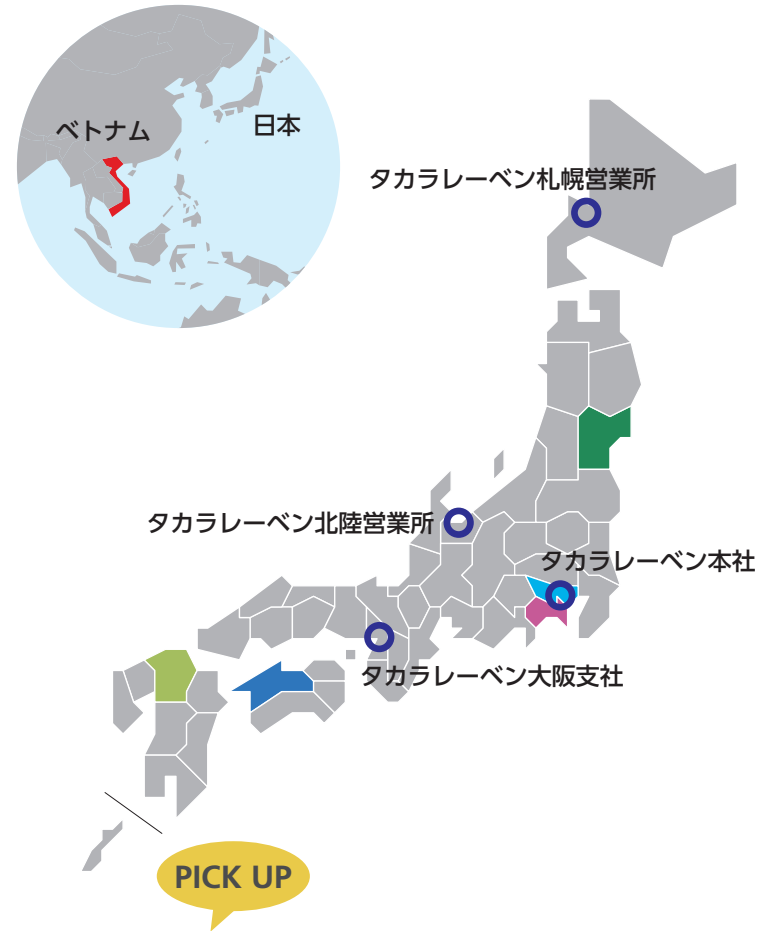 ベトナム
日本
タカラレーベン札幌営業所
タカラレーベン北陸営業所
タカラレーベン本社
タカラレーベン大阪支社
PICK UP